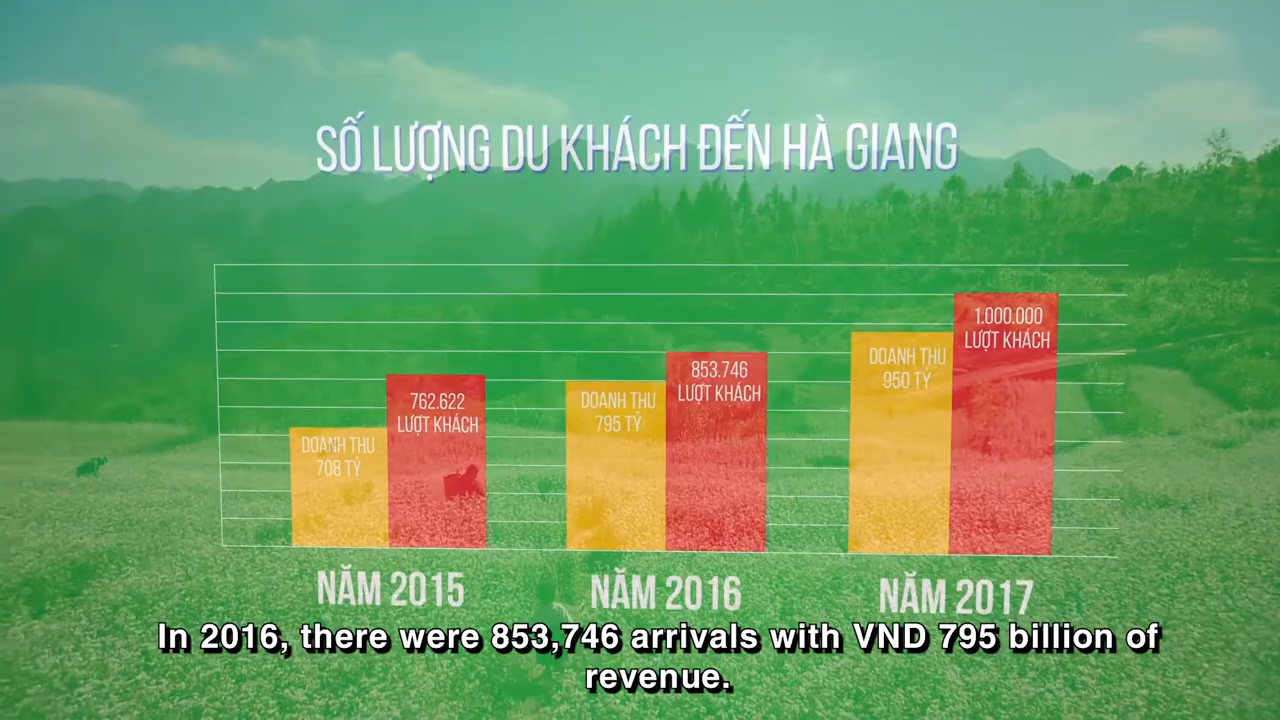 SỐ LƯỢNG DU KHÁCH ĐẾN HÀ GIANG
DOANH THU
708 TỶ
762.622
LƯỢT KHÁCH
DOANH THU
795 TỶ
853.746
LƯỢT KHÁCH
DOANH THU
950 TỶ
1.000.000
LƯỢT KHÁCH
NĂM 2015
NĂM 2016
NĂM 2017
In 2016, there were 853,746 arrivals with VND 795 billion of
revenue.